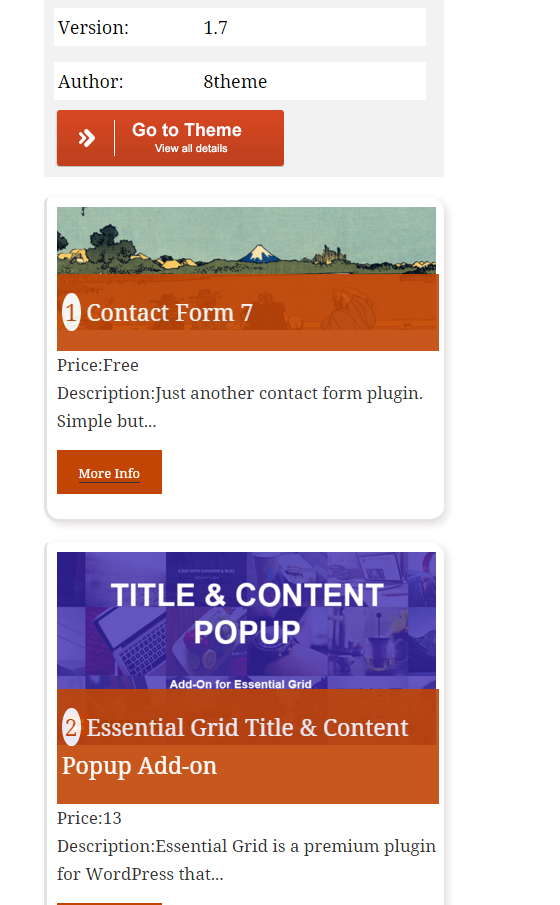 Version: 1.7
Author: 8theme
Go to Theme
View all details
1 Contact Form 7
Price:Free
Description:Just another contact form plugin.
Simple but...
More Info
TITLE & CONTENT
POPUP
Add-On for Essential Grid
2 Essential Grid Title & Content
Popup Add-on
Price:13
Description:Essential Grid is a premium plugin
for WordPress that...